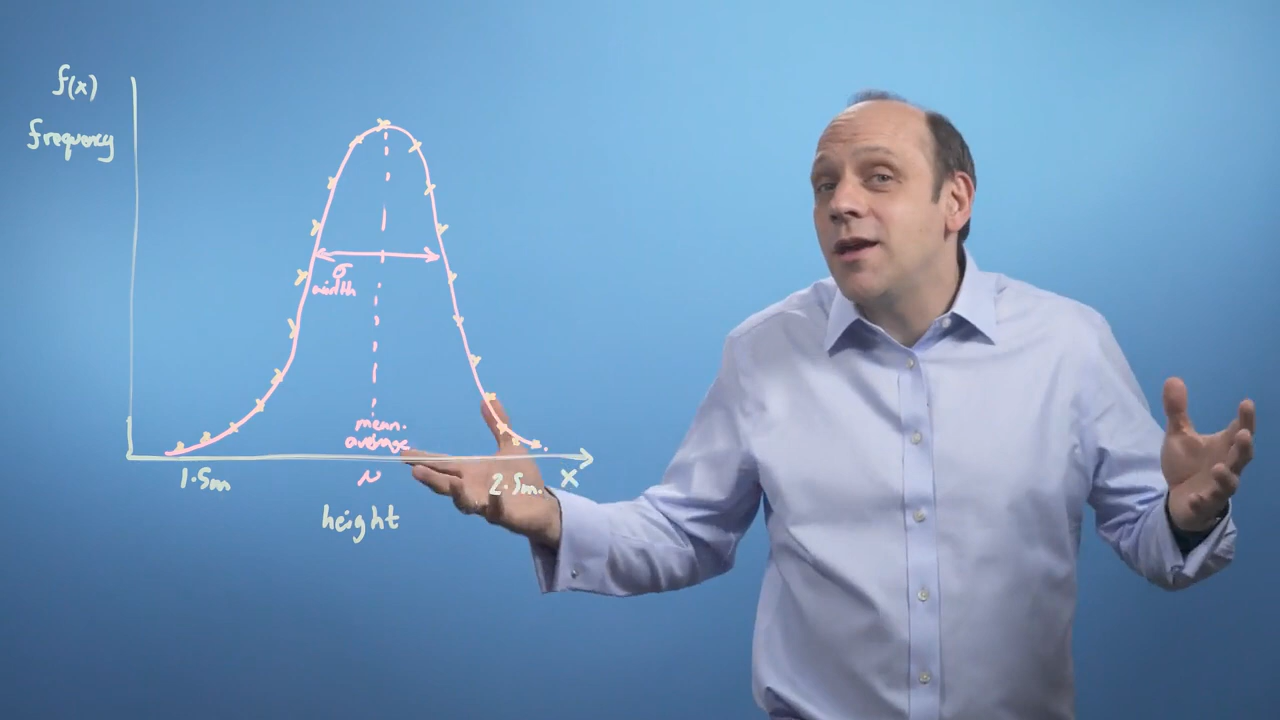 f(x)
frequency
σ
width
mean.
average
μ
1.5m
2.5m.
x
height